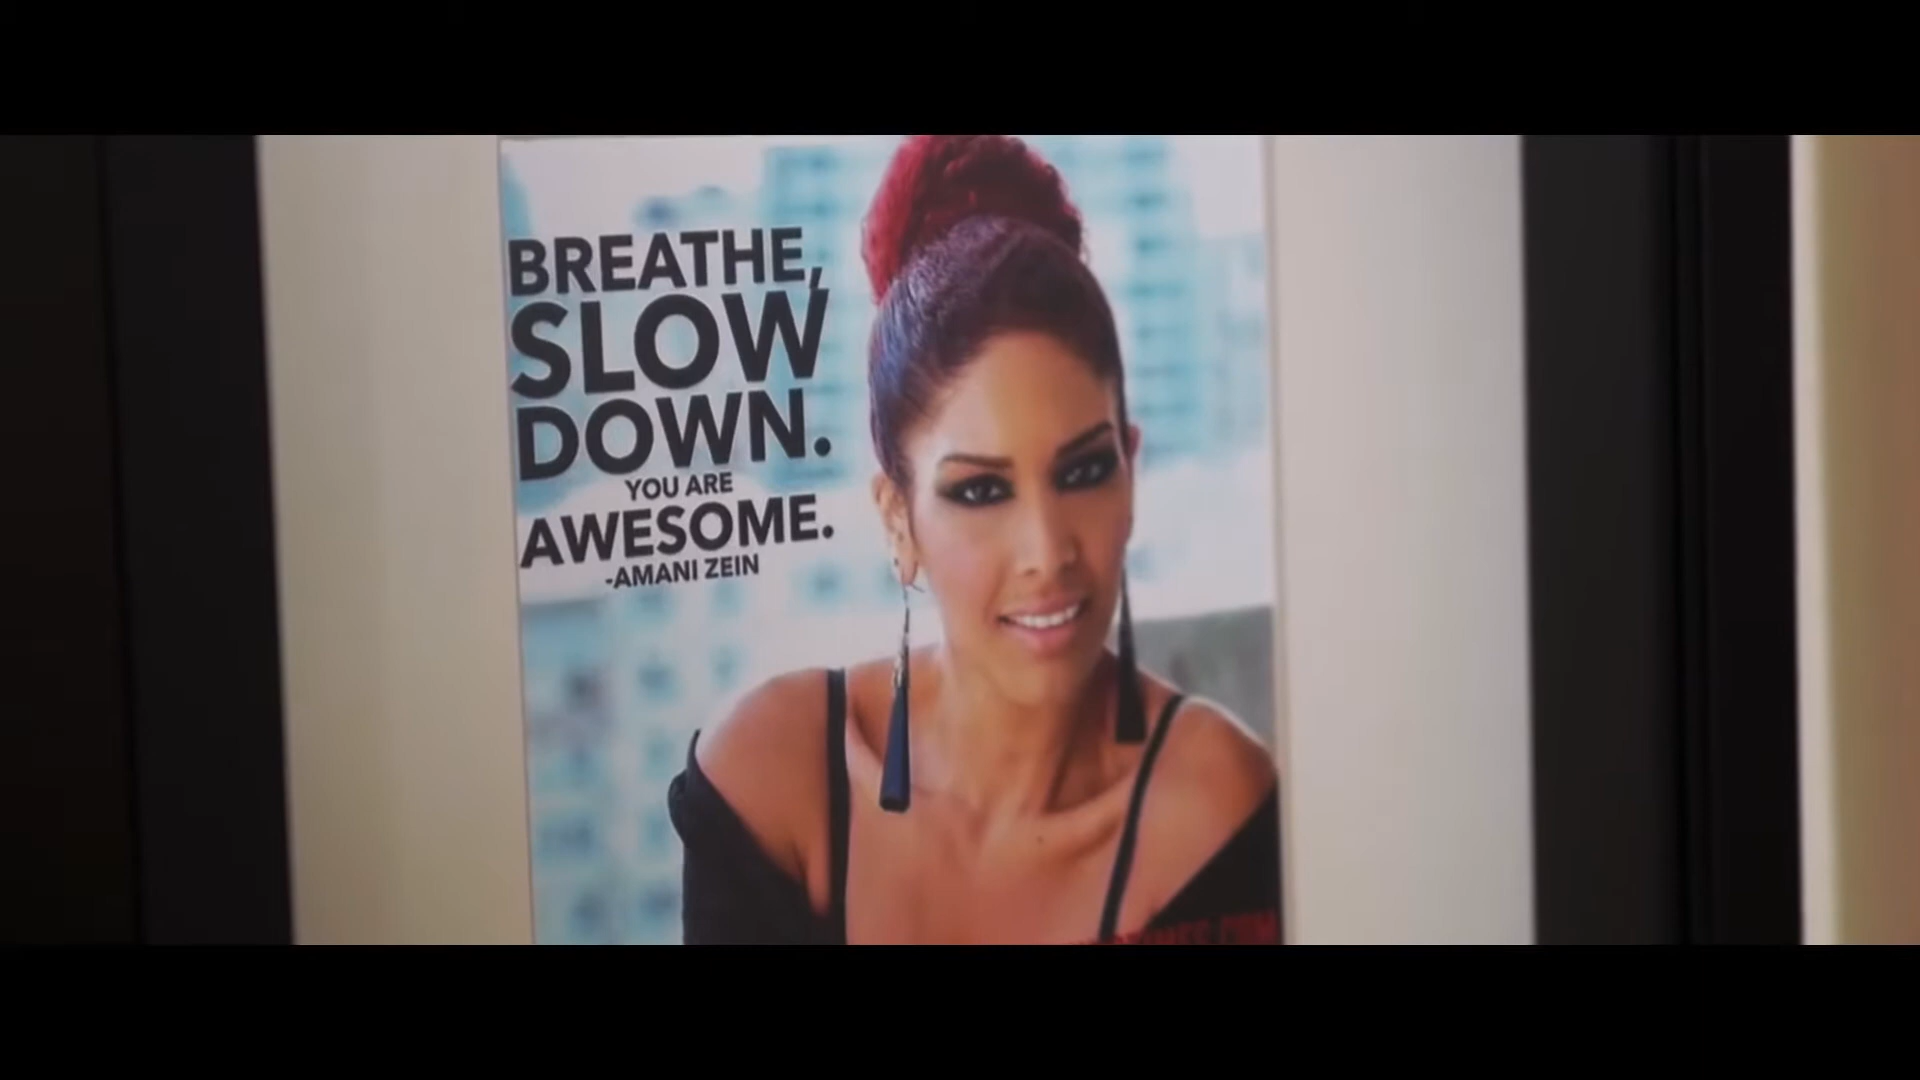 BREATHE,
SLOW
DOWN.
YOU ARE
AWESOME.
-AMANI ZEIN